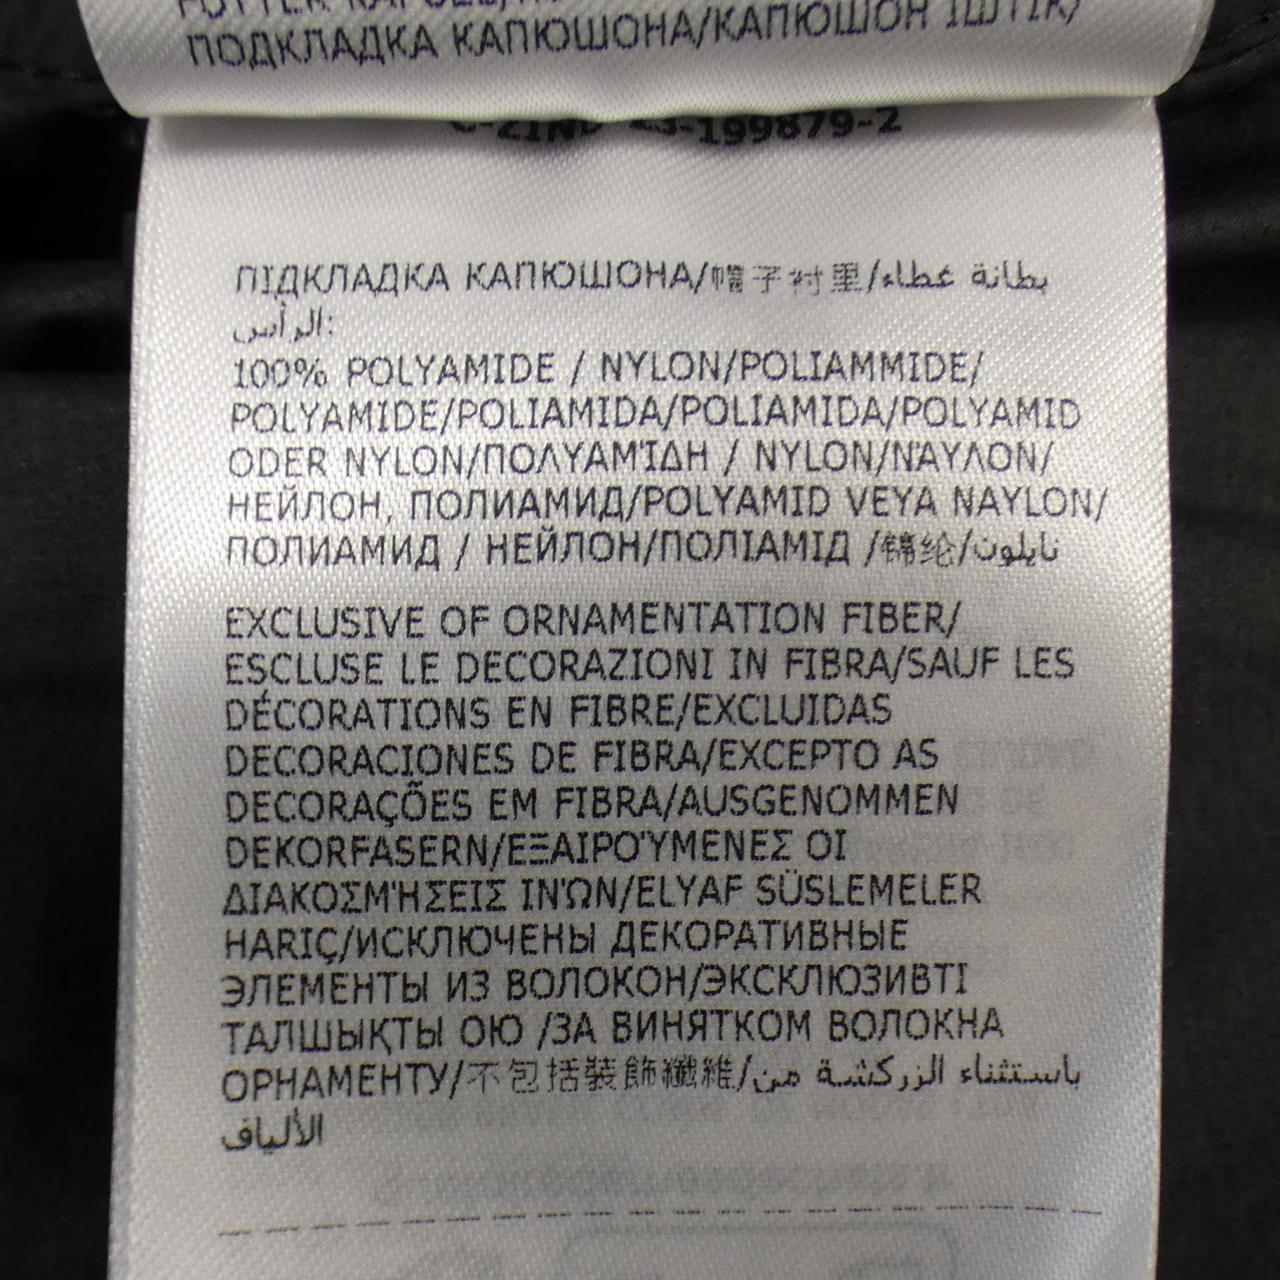 ПОДКЛАДКА КАПЮШОНА/КАПЮШОН ІШТІК/
199879-2
ПІДКЛАДКА КАПЮШОНА/帽子衬里/بطانة غطاء
الرأس:
100% POLYAMIDE / NYLON/POLIAMMIDE/
POLYAMIDE/POLIAMIDA/POLIAMIDA/POLYAMID
ODER NYLON/ΠΟΛΥΑΜΊΔΗ / NYLON/ΝΆΥΛΟΝ/
НЕЙЛОН, ПОЛИАМИД/POLYAMID VEYA NAYLON/
ПОЛИАМИД / НЕЙЛОН/ПОЛІАМІД /锦纶/نايلون
EXCLUSIVE OF ORNAMENTATION FIBER/
ESCLUSE LE DECORAZIONI IN FIBRA/SAUF LES
DÉCORATIONS EN FIBRE/EXCLUIDAS
DECORACIONES DE FIBRA/EXCEPTO AS
DECORAÇÕES EM FIBRA/AUSGENOMMEN
DEKORFASERN/ΕΞΑΙΡΟΎΜΕΝΕΣ ΟΙ
ΔΙΑΚΟΣΜΉΣΕΙΣ ΙΝΏΝ/ELYAF SÜSLEMELER
HARIÇ/ИСКЛЮЧЕНЫ ДЕКОРАТИВНЫЕ
ЭЛЕМЕНТЫ ИЗ ВОЛОКОН/ЭКСКЛЮЗИВТІ
ТАЛШЫҚТЫ ОЮ /ЗА ВИНЯТКОМ ВОЛОКНА
ОРНАМЕНТУ/不包括裝飾纖維/باستثناء الزركشة من
الألياف